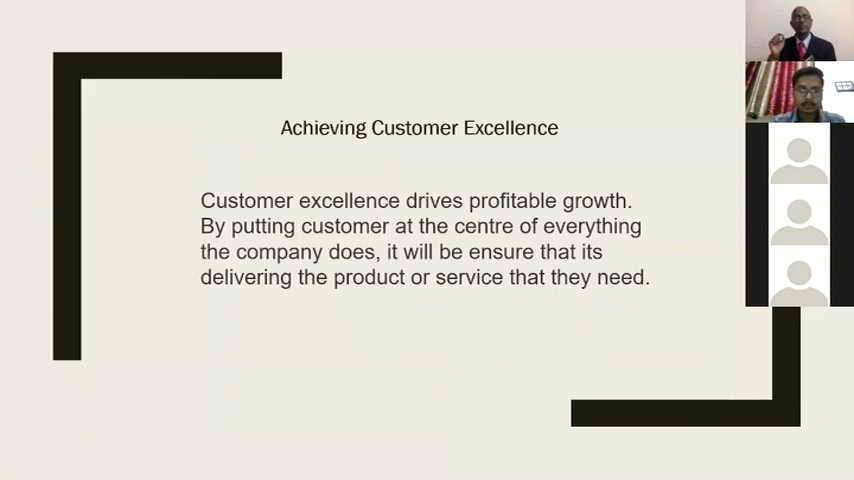 Achieving Customer Excellence
Customer excellence drives profitable growth.
By putting customer at the centre of everything
the company does, it will be ensure that its
delivering the product or service that they need.